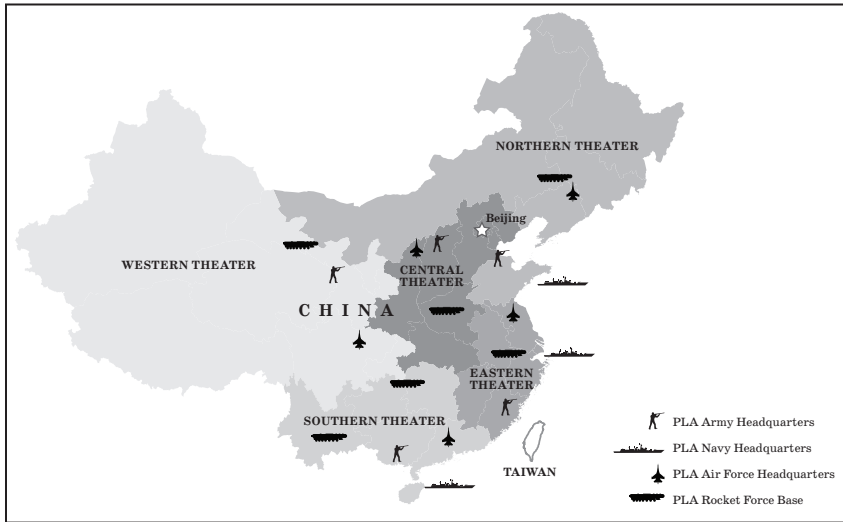 NORTHERN THEATER
Beijing
WESTERN THEATER
CENTRAL
THEATER
CHINA
EASTERN
THEATER
SOUTHERN THEATER
TAIWAN
PLA Army Headquarters
PLA Navy Headquarters
PLA Air Force Headquarters
PLA Rocket Force Base